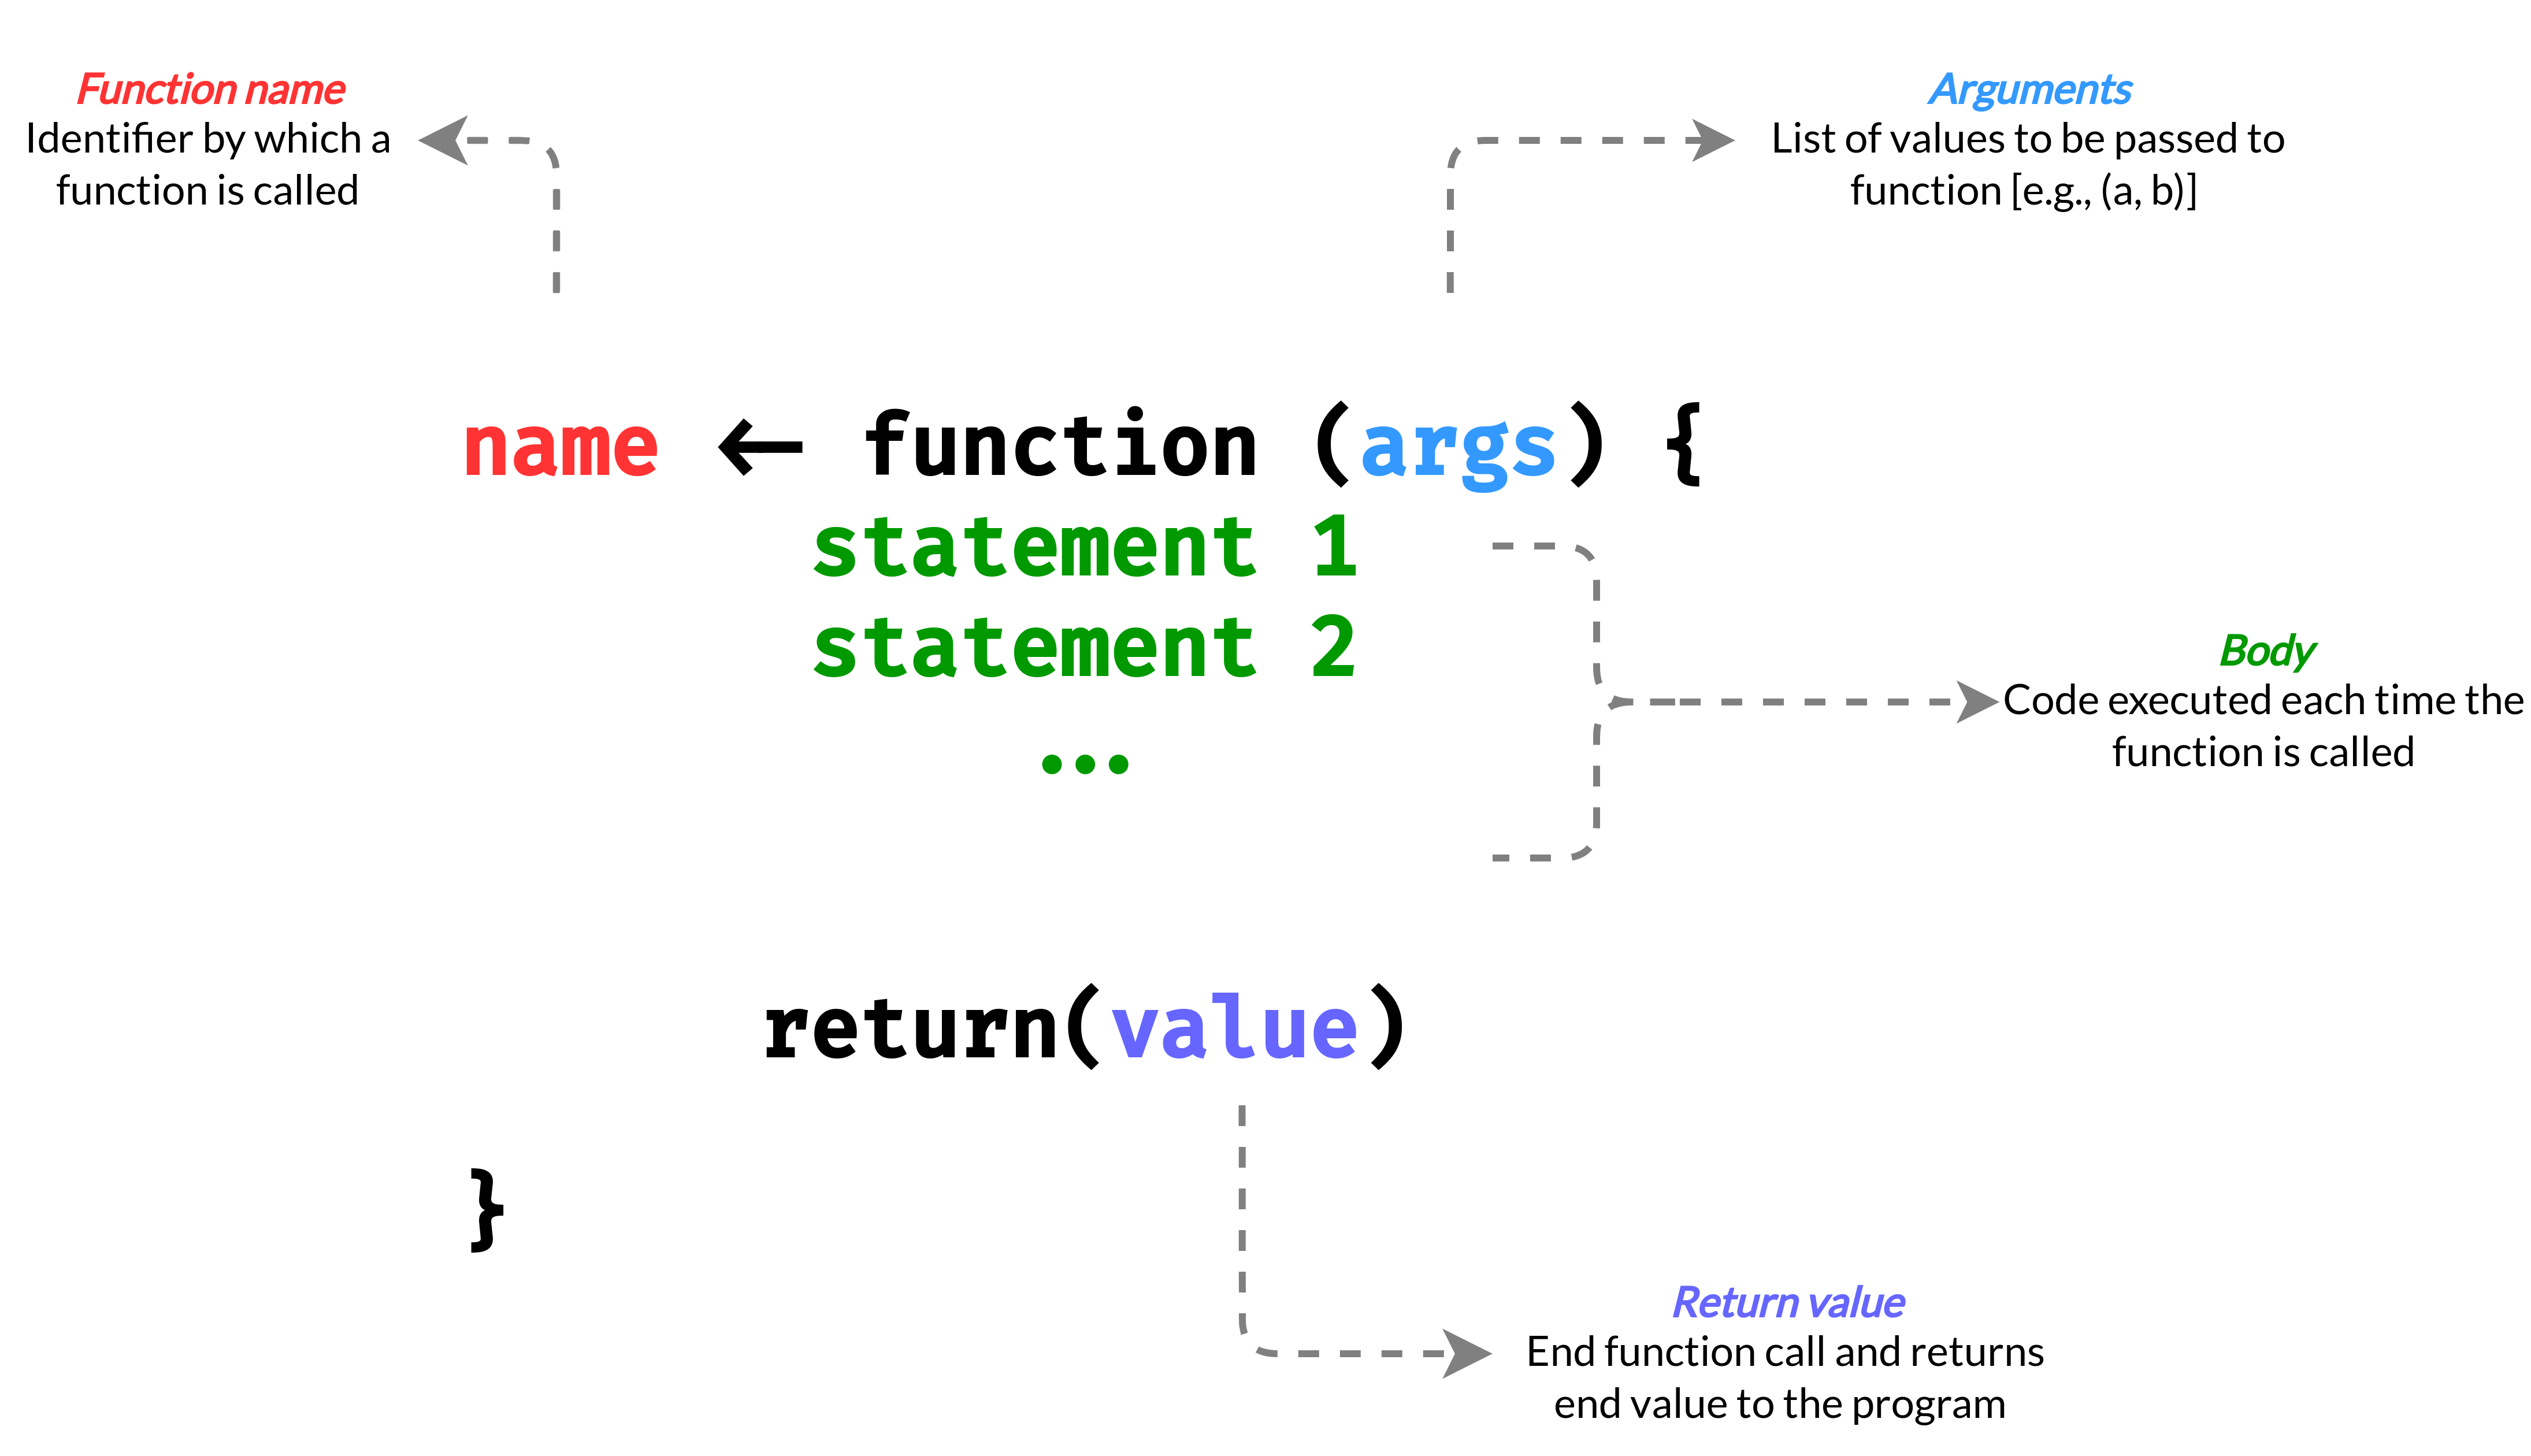 Function name
Identifier by which a
function is called
Arguments
List of values to be passed to
function [e.g., (a, b)]
name ← function (args) {
statement 1
statement 2
...
Body
Code executed each time the
function is called
return(value)
}
Return value
End function call and returns
end value to the program